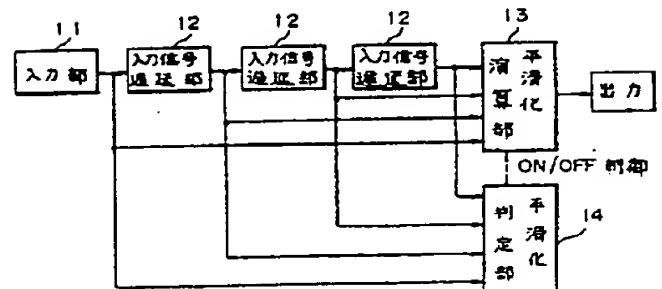 11
12
12
12
13
入力部
入力信号
遅延部
入力信号
遅延部
入力信号
遅延部
平滑化
演算部
出力
ON/OFF 制御
平滑化
判定部
14